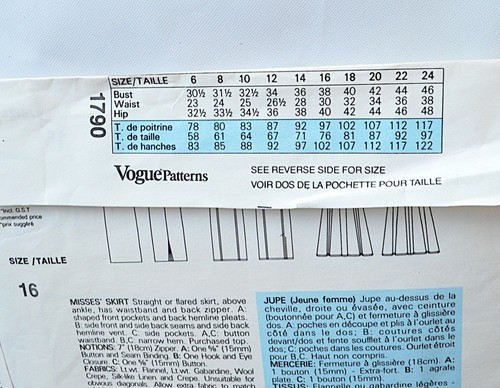 1790
SIZE/TAILLE 6 8 10 12 14 16 18 20 22 24
Bust 30½ 31½ 32½ 34 36 38 40 42 44 46
Waist 23 24 25 26½ 28 30 32 34 36 38
Hip 32½ 33½ 34½ 36 38 40 42 44 46 48
T. de poitrine 78 80 83 87 92 97 102 107 112 117
T. de taille 58 61 64 67 71 76 81 87 92 97
T. de hanches 83 85 88 92 97 102 107 112 117 122
Vogue Patterns
SEE REVERSE SIDE FOR SIZE
VOIR DOS DE LA POCHETTE POUR TAILLE
*incl. G.S.T
ommended price
*prix suggéré
SIZE /TAILLE
16
MISSES' SKIRT Straight or flared skirt, above
ankle, has waistband and back zipper. A:
shaped front pockets and back hemline pleats.
B: side front and side back seams and side back
hemline vent. C: side pockets. A,C: button
waistband. B,C, narrow hem. Purchased top.
NOTIONS: 7" (18cm) Zipper. A: One ⅝" (15mm)
Button and Seam Binding. B: One Hook and Eye
Closure. C: One ⅝" (15mm) Button.
FABRICS: Lt.wt. Flannel, Lt.wt. Gabardine, Wool
Crepe, Silk-like Linen, and Crepe. Unsuitable for
obvious diagonals. Allow extra fabric to match
JUPE (Jeune femme) Jupe au-dessus de la
cheville, droite ou évasée, avec ceinture
(boutonnée pour A,C) et fermeture à glissière
dos. A: poches en découpe et plis à l'ourlet au
côté dans le dos; B: coutures côtés
devant/dos et fente soufflet à l'ourlet dans le
dos; C: poches dans les coutures. Ourlet étroit
pour B,C. Haut non compris.
MERCERIE: Fermeture à glissière (18cm). A:
1 bouton (15mm) - Extra-fort. B: 1 agrafe
plate. C: 1 bouton (15mm).